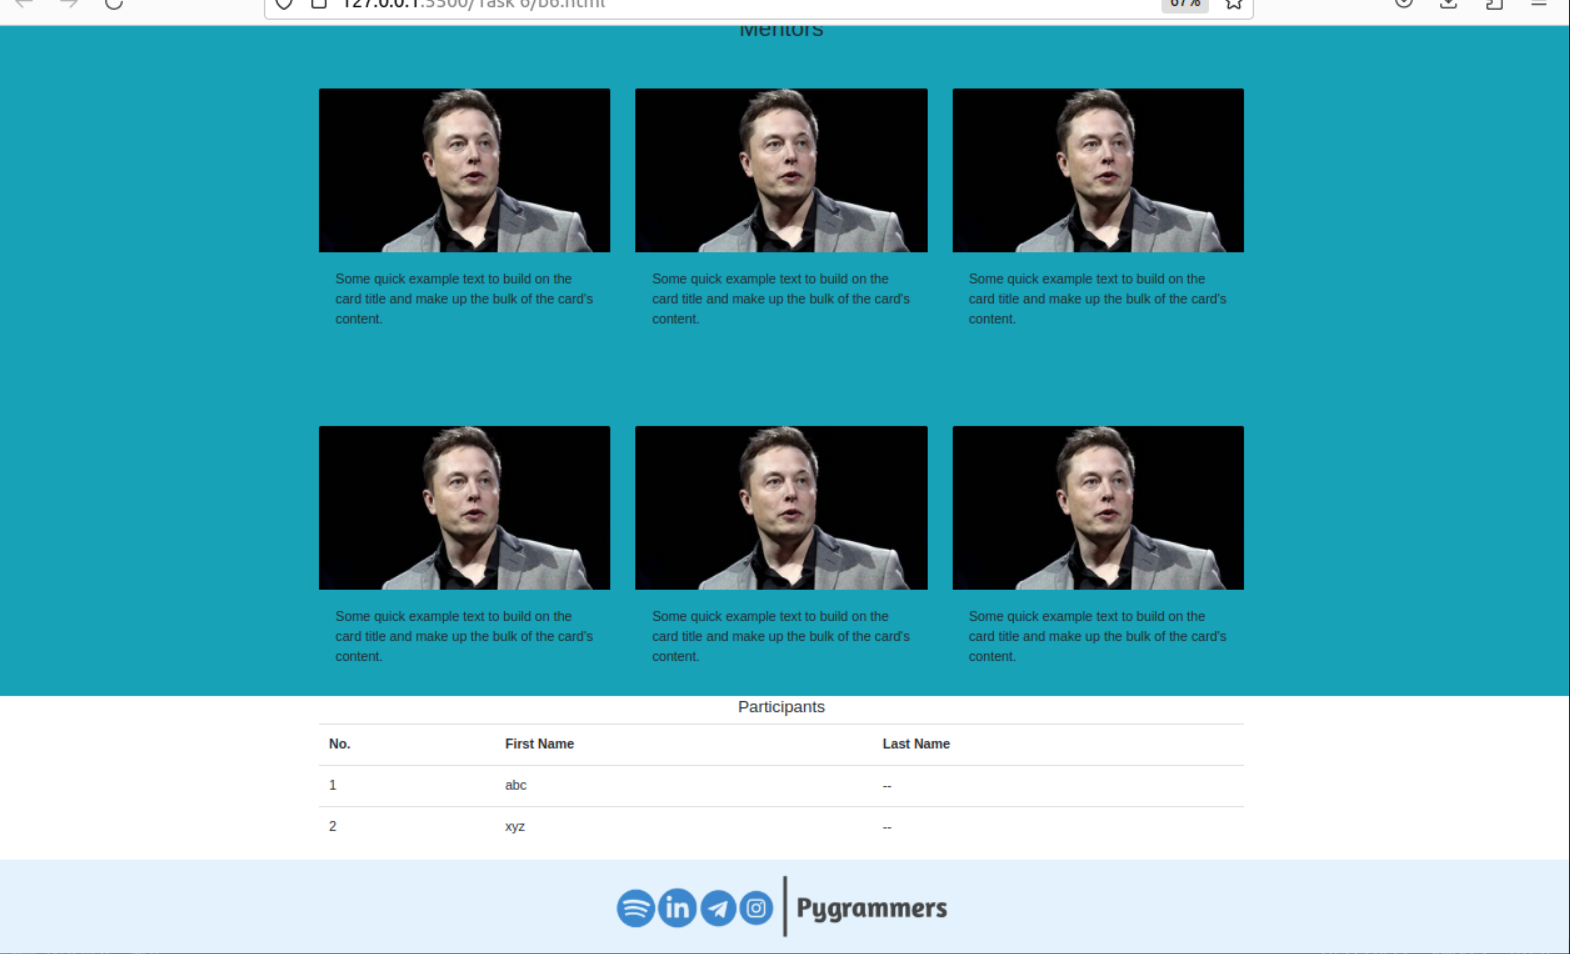 127.0.0.1:5500/Task 6/b6.html
67%
Mentors
Some quick example text to build on the
card title and make up the bulk of the card's
content.
Some quick example text to build on the
card title and make up the bulk of the card's
content.
Some quick example text to build on the
card title and make up the bulk of the card's
content.
Some quick example text to build on the
card title and make up the bulk of the card's
content.
Some quick example text to build on the
card title and make up the bulk of the card's
content.
Some quick example text to build on the
card title and make up the bulk of the card's
content.
Participants
No. First Name Last Name
1 abc --
2 xyz --
in Pygrammers